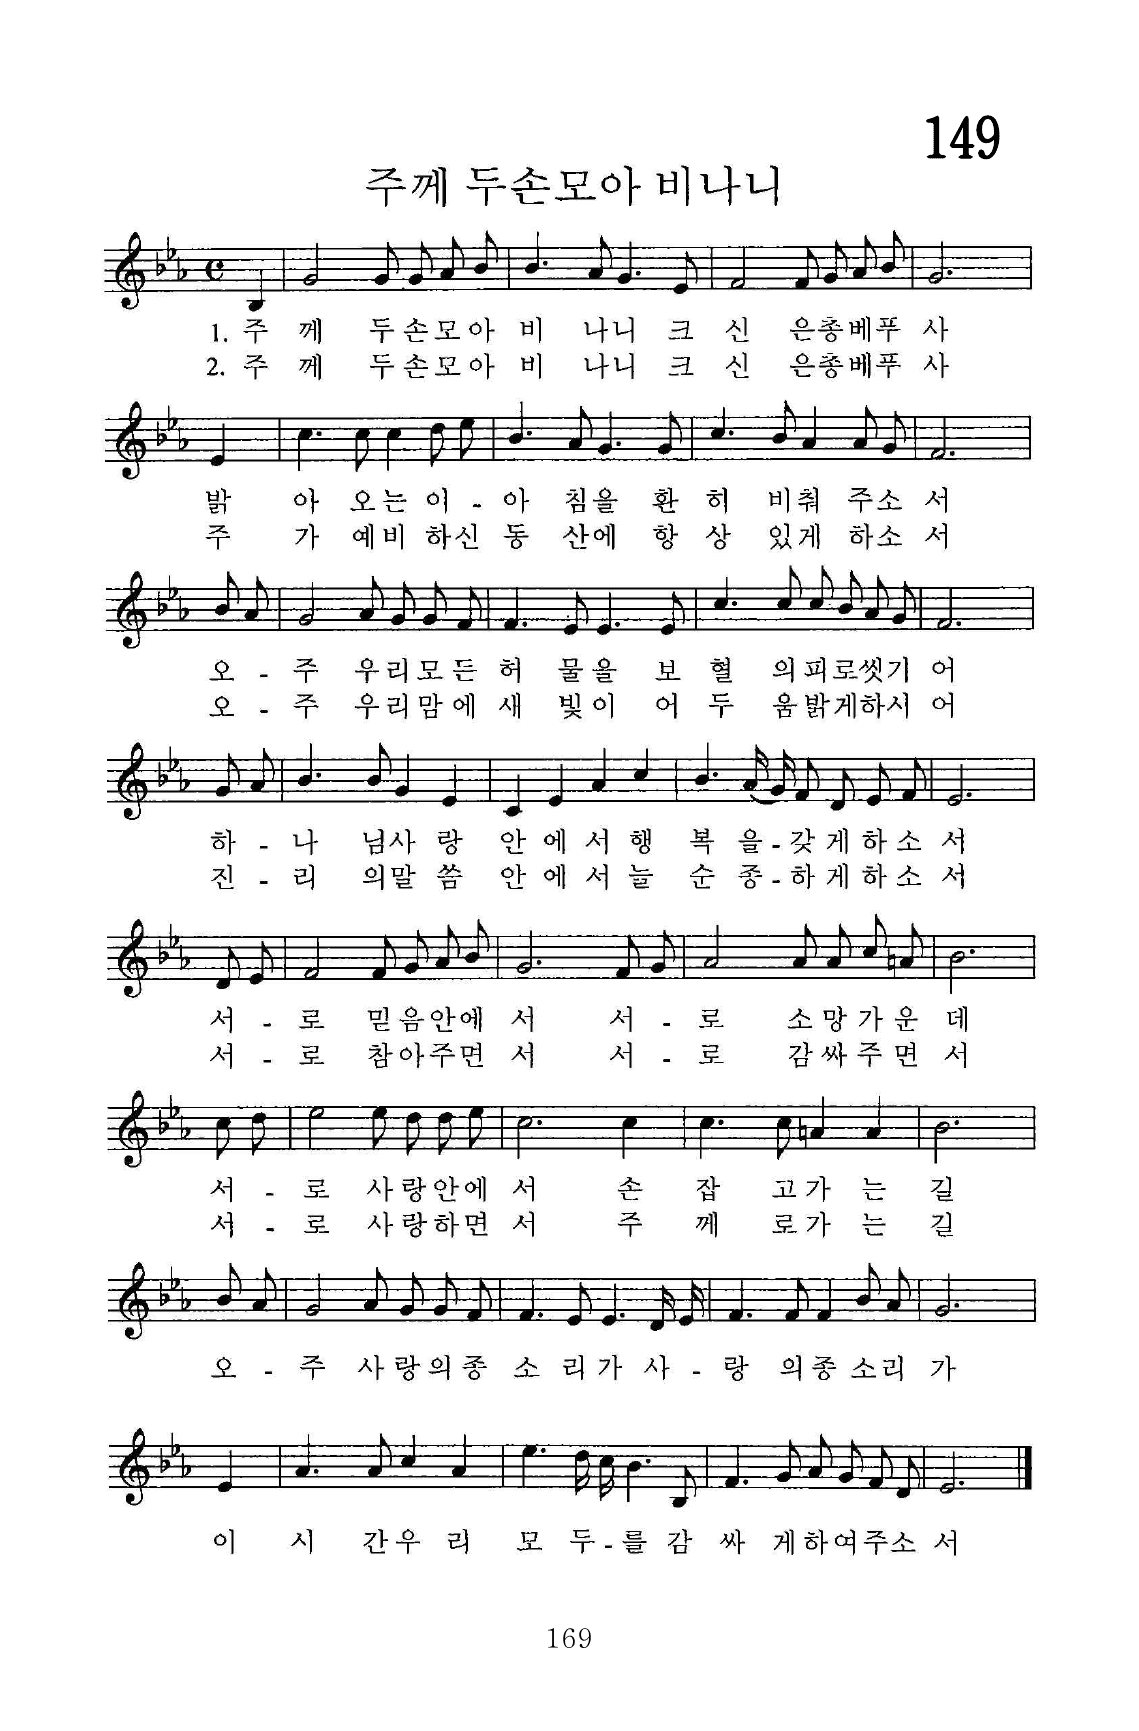 149
주께 두손모아 비나니
1. 주 께 두손모아 비 나니 크 신 은총베푸 사
2. 주 께 두손모아 비 나니 크 신 은총베푸 사
밝 아 오는이 - 아 침을 환 히 비춰 주소 서
주 가 예비 하신 동 산에 항 상 있게 하소 서
오 - 주 우리모든 허 물을 보 혈 의피로씻기 어
오 - 주 우리맘에 새 빛이 어 두 움밝게하시 어
하 - 나 님사 랑 안 에 서 행 복 을 - 갖 게 하 소 서
진 - 리 의말 씀 안 에 서 늘 순 종 - 하 게 하 소 서
서 - 로 믿음안에 서 서 - 로 소 망 가 운 데
서 - 로 참아주면 서 서 - 로 감 싸 주 면 서
서 - 로 사랑안에 서 손 잡 고가 는 길
서 - 로 사랑하면 서 주 께 로가 는 길
오 - 주 사랑의종 소 리가 사 - 랑 의종 소리 가
이 시 간우 리 모 두 - 를 감 싸 게하여주소 서
169